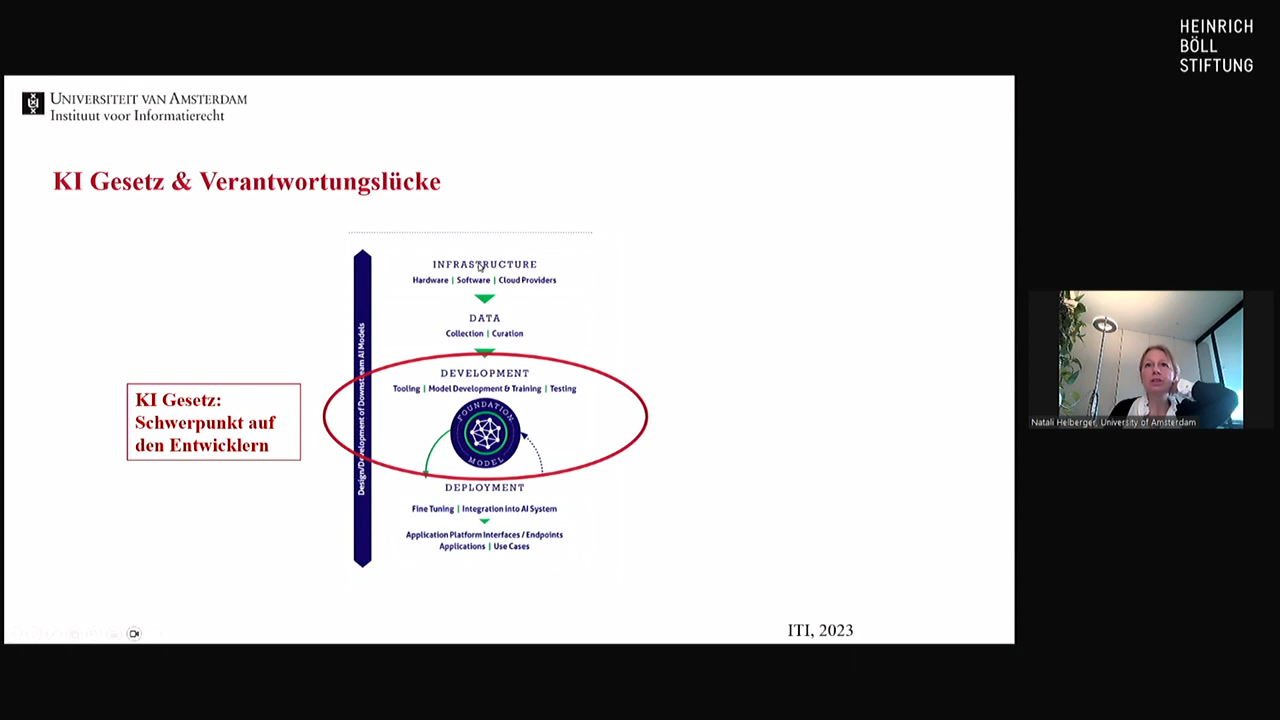 HEINRICH
BÖLL
STIFTUNG
UNIVERSITEIT VAN AMSTERDAM
Instituut voor Informatierecht
KI Gesetz & Verantwortungslücke
INFRASTRUCTURE
Hardware | Software | Cloud Providers
DATA
Collection | Curation
DEVELOPMENT
Tooling | Model Development & Training | Testing
FOUNDATION
MODEL
Design/Development of Downstream AI Models
KI Gesetz:
Schwerpunkt auf
den Entwicklern
DEPLOYMENT
Fine Tuning | Integration into AI System
Application Platform Interfaces / Endpoints
Applications | Use Cases
ITI, 2023
Natali Helberger, University of Amsterdam